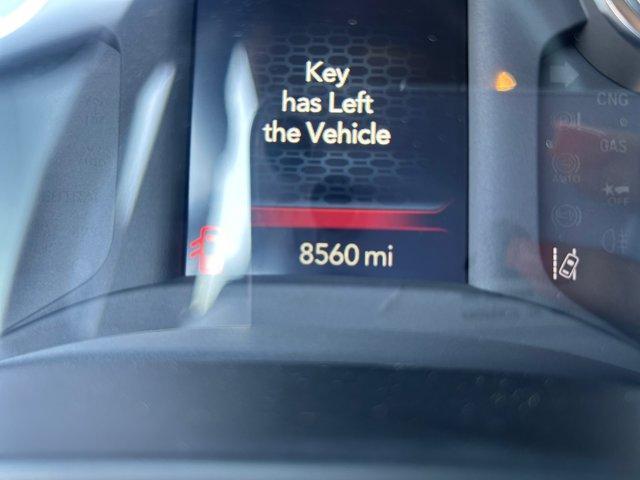 Key
has Left
the Vehicle
8560 mi
CNG
GAS
AUTO
OFF